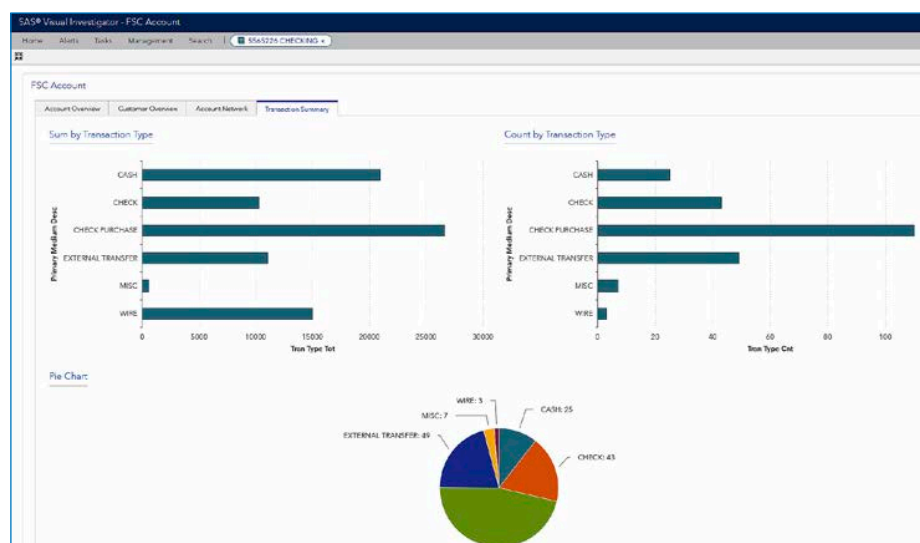 SAS® Visual Investigator - FSC Account
Home Alerts Tasks Management Search 5565226 CHECKING ×
FSC Account
Account Overview Customer Overview Account Network Transaction Summary
Sum by Transaction Type
Primary Medium Desc
CASH
CHECK
CHECK PURCHASE
EXTERNAL TRANSFER
MISC
WIRE
0 5000 10000 15000 20000 25000 30000
Tran Type Tot
Count by Transaction Type
Primary Medium Desc
CASH
CHECK
CHECK PURCHASE
EXTERNAL TRANSFER
MISC
WIRE
0 20 40 60 80 100
Tran Type Cnt
Pie Chart
WIRE: 3
CASH: 25
MISC: 7
EXTERNAL TRANSFER: 49
CHECK: 43